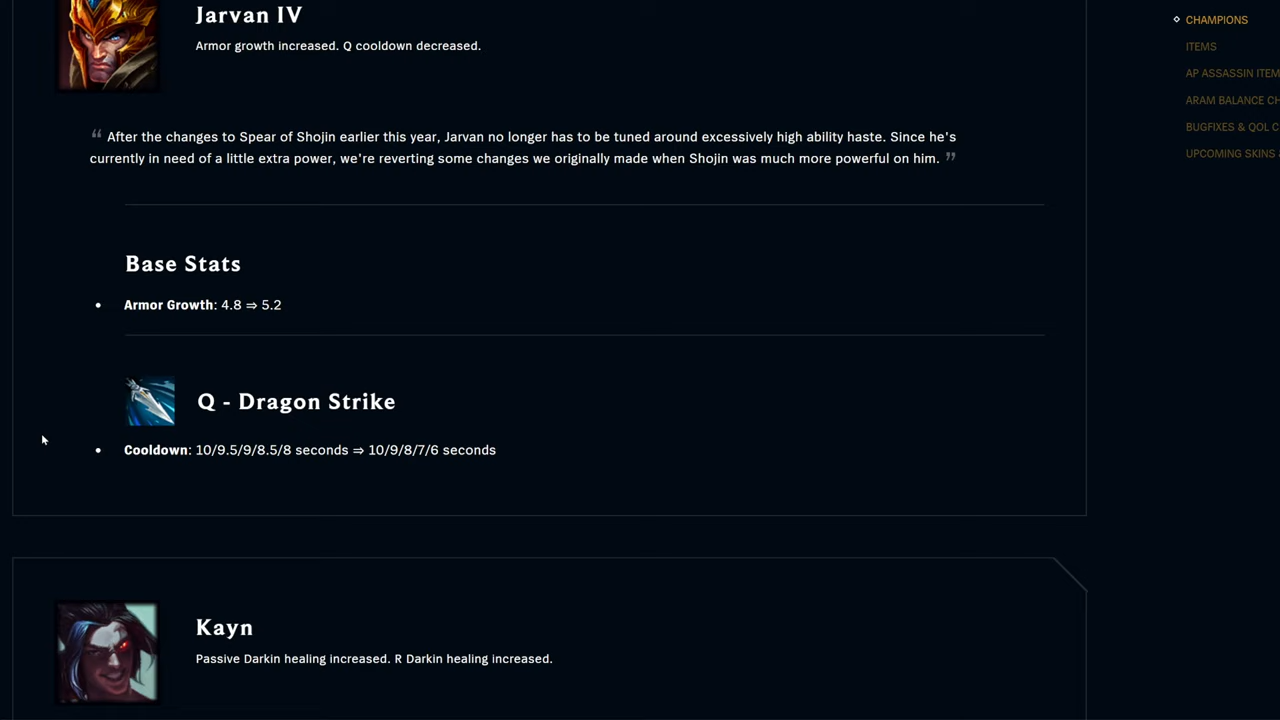 Jarvan IV
Armor growth increased. Q cooldown decreased.
“ After the changes to Spear of Shojin earlier this year, Jarvan no longer has to be tuned around excessively high ability haste. Since he's
currently in need of a little extra power, we're reverting some changes we originally made when Shojin was much more powerful on him. ”
Base Stats
• Armor Growth: 4.8 ⇒ 5.2
Q - Dragon Strike
• Cooldown: 10/9.5/9/8.5/8 seconds ⇒ 10/9/8/7/6 seconds
Kayn
Passive Darkin healing increased. R Darkin healing increased.
CHAMPIONS
ITEMS
AP ASSASSIN ITEM
ARAM BALANCE CH
BUGFIXES & QOL C
UPCOMING SKINS